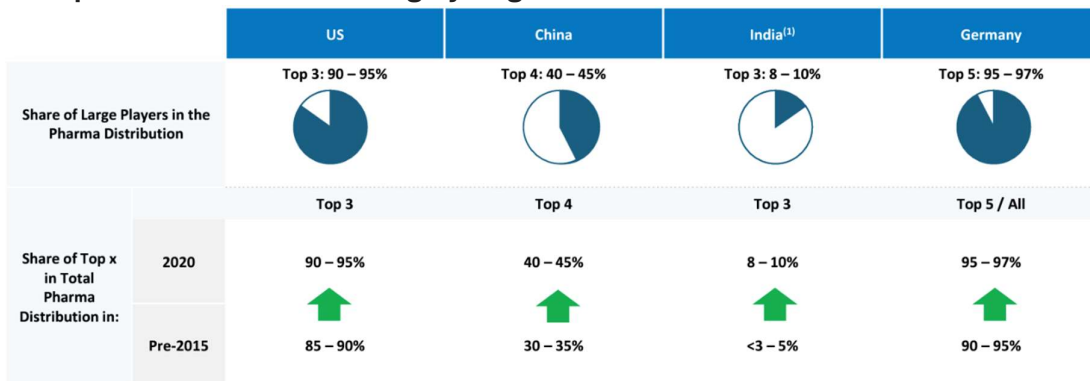 US China India(1) Germany
Top 3: 90 – 95% Top 4: 40 – 45% Top 3: 8 – 10% Top 5: 95 – 97%
Share of Large Players in the
Pharma Distribution
Top 3 Top 4 Top 3 Top 5 / All
Share of Top x
in Total
Pharma
Distribution in:
2020 90 – 95% 40 – 45% 8 – 10% 95 – 97%
Pre-2015 85 – 90% 30 – 35% <3 – 5% 90 – 95%